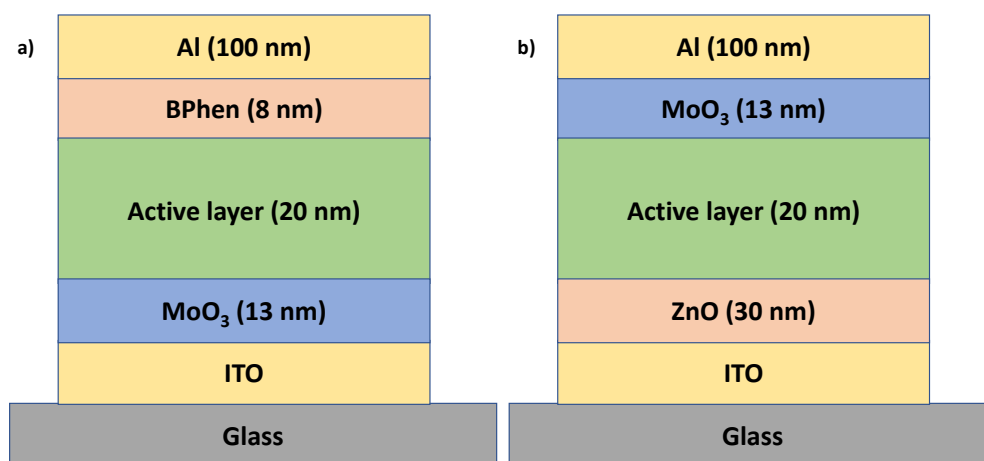 a)
Al (100 nm)
BPhen (8 nm)
Active layer (20 nm)
MoO₃ (13 nm)
ITO
Glass
b)
Al (100 nm)
MoO₃ (13 nm)
Active layer (20 nm)
ZnO (30 nm)
ITO
Glass